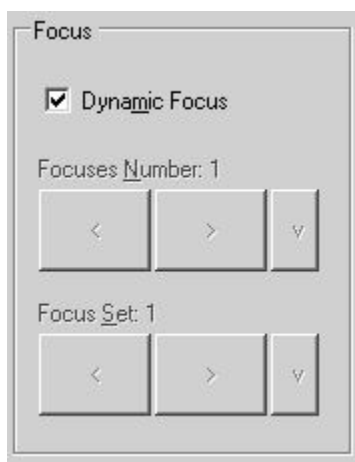 Focus
Dynamic Focus
Focuses Number: 1
< > v
Focus Set: 1
< > v